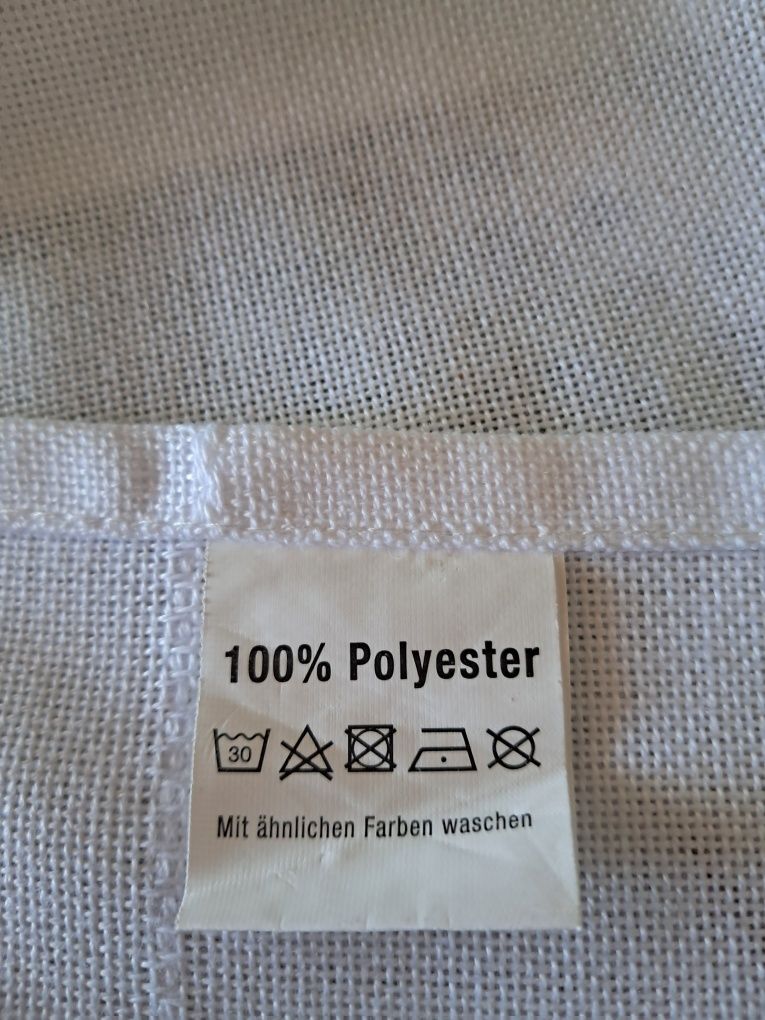 100% Polyester
30
Mit ähnlichen Farben waschen